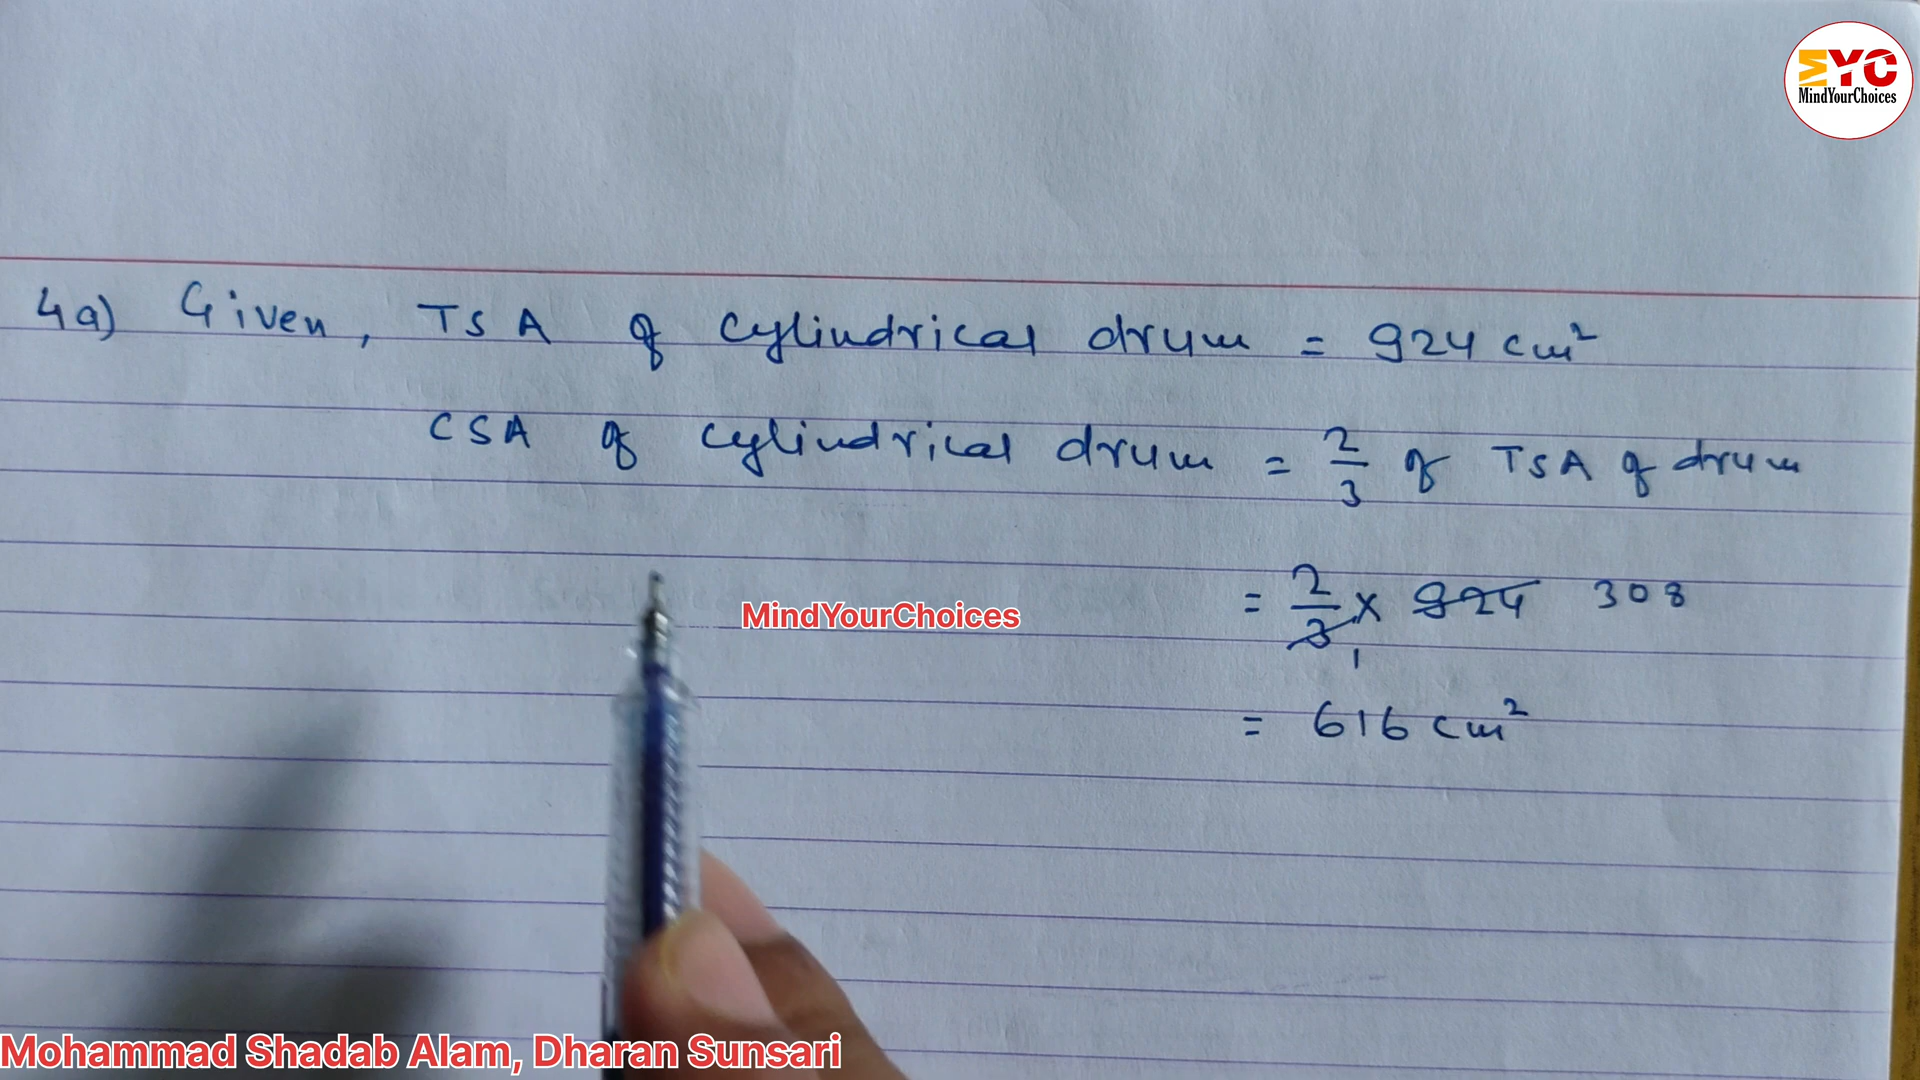 MYC
MindYourChoices
4a) Given, TSA of cylindrical drum = 924 cm²
CSA of cylindrical drum = 2/3 of TSA of drum
= 2/3 × 924 308
1
MindYourChoices
= 616 cm²
Mohammad Shadab Alam, Dharan Sunsari